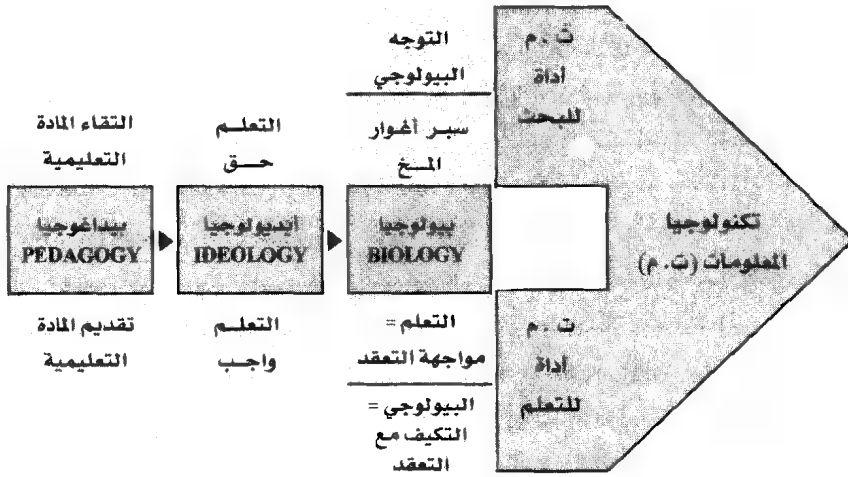 التوجه
البيولوجي
سبر أغوار
المخ
ت . م
أداة
للبحث
التقاء المادة
التعليمية
التعلم
حق
بيداغوجيا
PEDAGOGY
أيديولوجيا
IDEOLOGY
بيولوجيا
BIOLOGY
تكنولوجيا
المعلومات (ت. م)
تقديم المادة
التعليمية
التعلم
واجب
التعلم =
مواجهة التعقد
البيولوجي =
التكيف مع
التعقد
ت . م
أداة
للتعلم